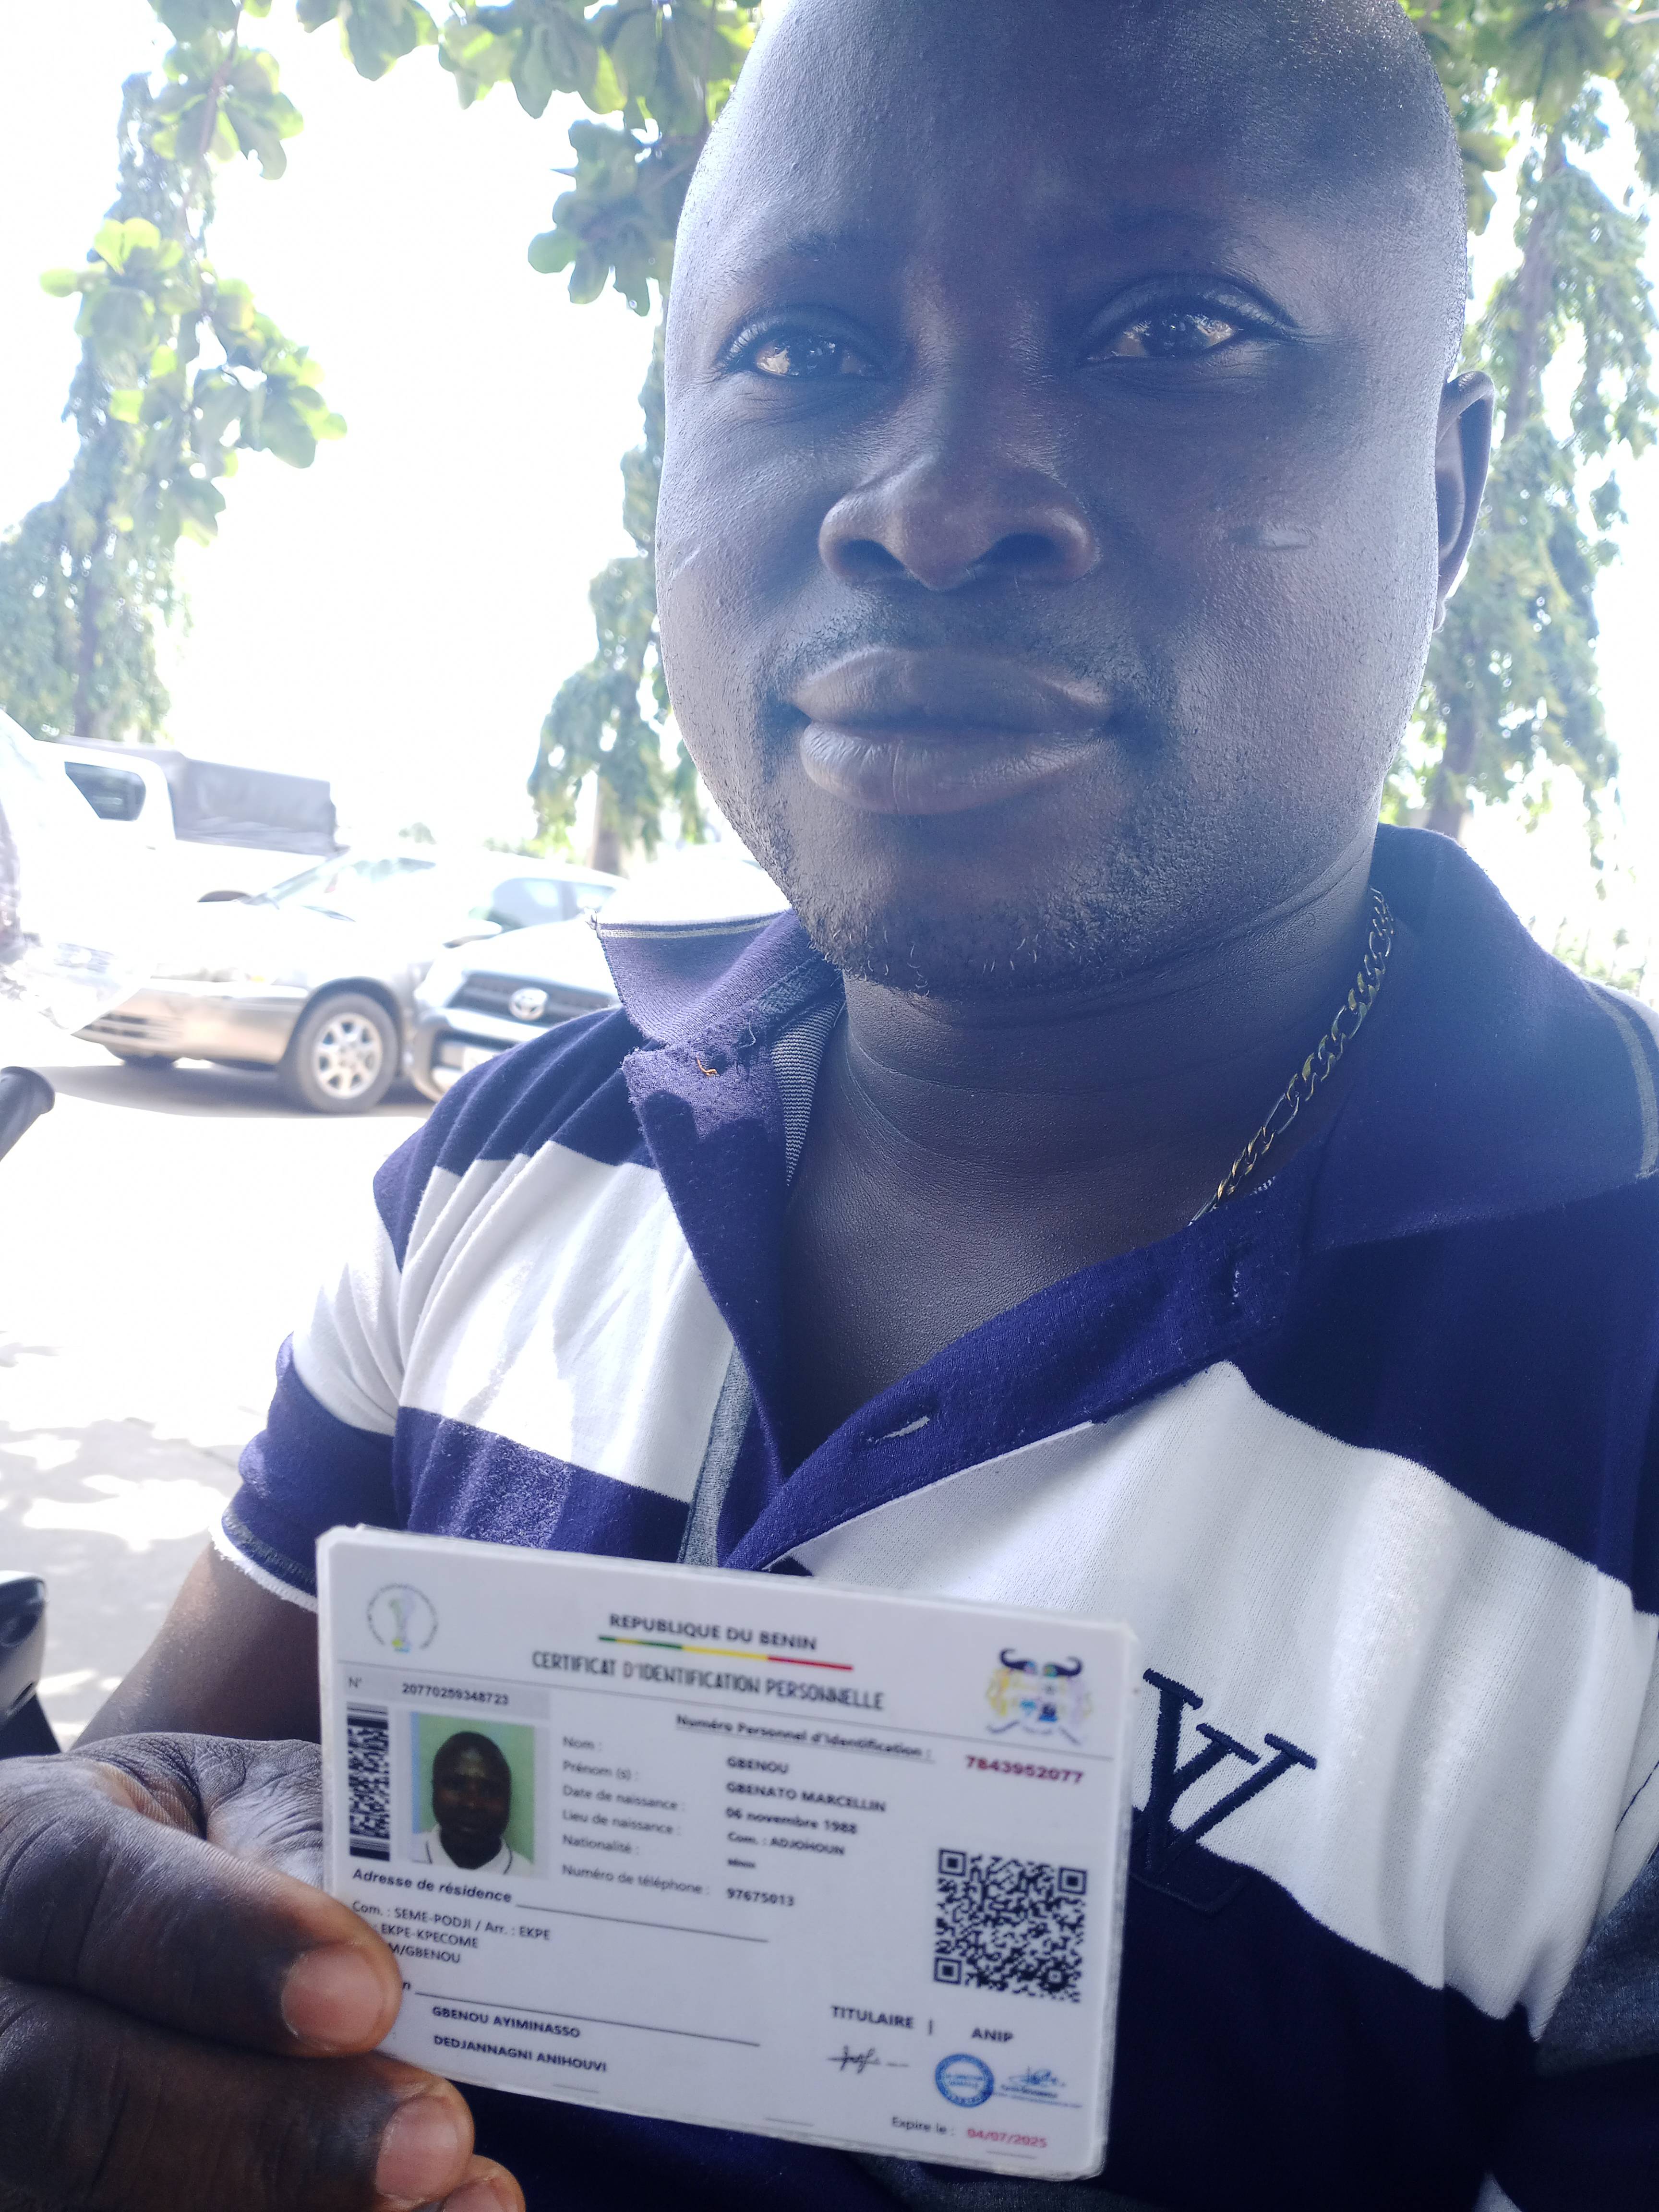 REPUBLIQUE DU BENIN
CERTIFICAT D'IDENTIFICATION PERSONNELLE
N° 20770259348723
Numéro Personnel d'Identification : 7843952077
Nom : GBENOU
Prénom (s) : GBENATO MARCELLIN
Date de naissance : 06 novembre 1988
Lieu de naissance : Com. : ADJOHOUN
Nationalité :
Numéro de téléphone : 97675013
Adresse de résidence
Com. : SEME-PODJI / Arr. : EKPE
: EKPE-KPECOME
M/GBENOU
n
GBENOU AYIMINASSO
DEDJANNAGNI ANIHOUVI
TITULAIRE | ANIP
Expire le : 04/07/2025